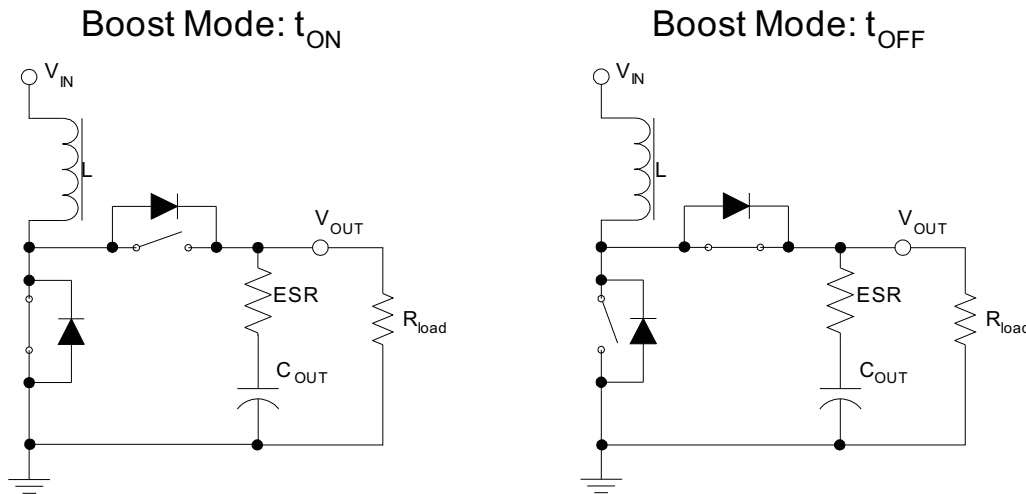 Boost Mode: tON
VIN
L
VOUT
ESR
Rload
COUT
Boost Mode: tOFF
VIN
L
VOUT
ESR
Rload
COUT